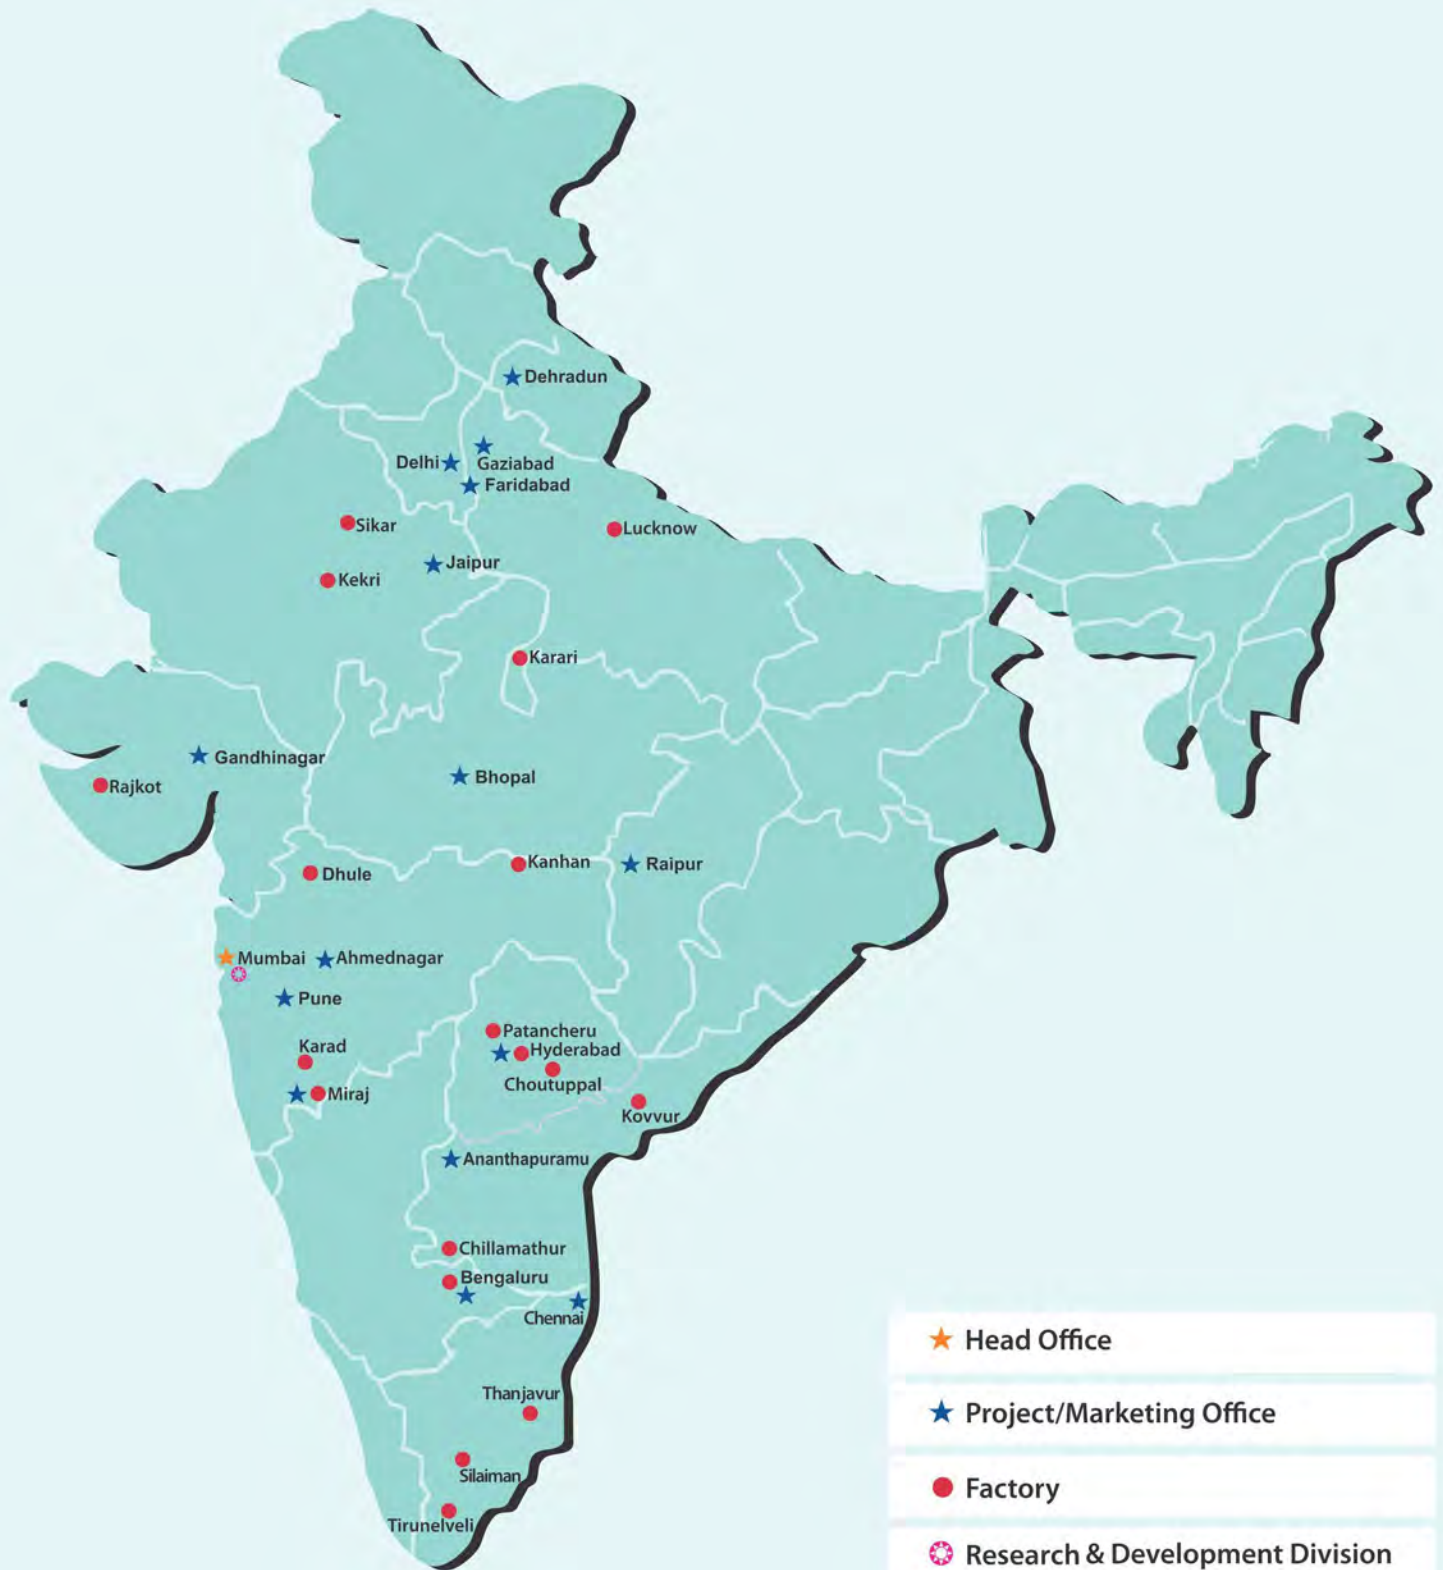 Dehradun
Delhi
Gaziabad
Faridabad
Sikar
Lucknow
Jaipur
Kekri
Karari
Gandhinagar
Bhopal
Rajkot
Kanhan
Raipur
Dhule
Mumbai
Ahmednagar
Pune
Patancheru
Karad
Hyderabad
Choutuppal
Miraj
Kovvur
Ananthapuramu
Chillamathur
Bengaluru
Chennai
Head Office
Thanjavur
Project/Marketing Office
Silaiman
Factory
Tirunelveli
Research & Development Division